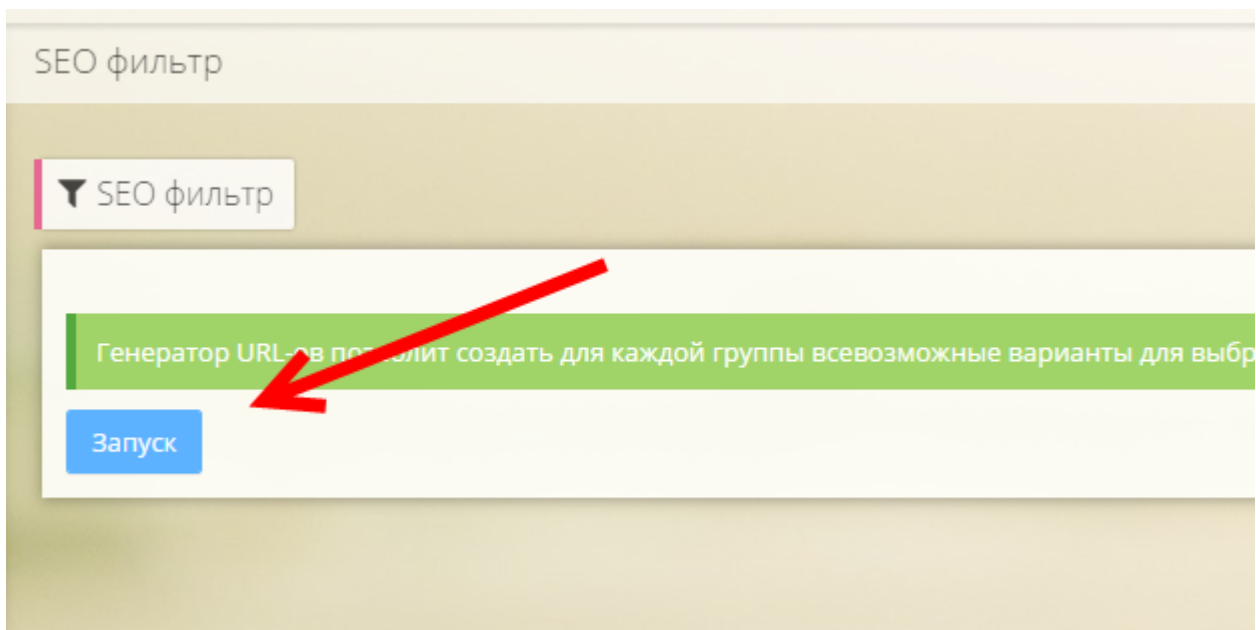 SEO фильтр
SEO фильтр
Генератор URL-ов позволит создать для каждой группы всевозможные варианты для выбр
Запуск